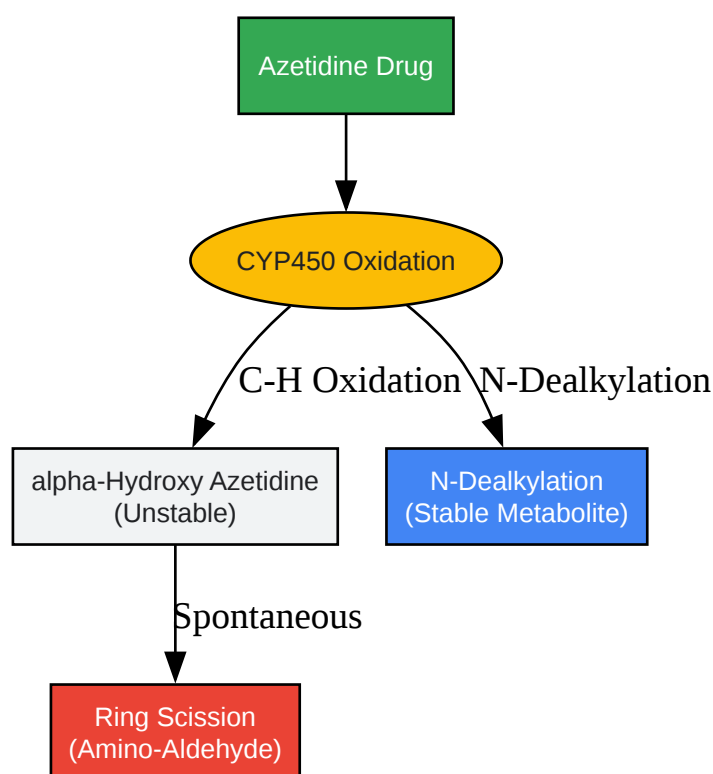 Azetidine Drug
CYP450 Oxidation
C-H Oxidation
N-Dealkylation
alpha-Hydroxy Azetidine
(Unstable)
N-Dealkylation
(Stable Metabolite)
Spontaneous
Ring Scission
(Amino-Aldehyde)